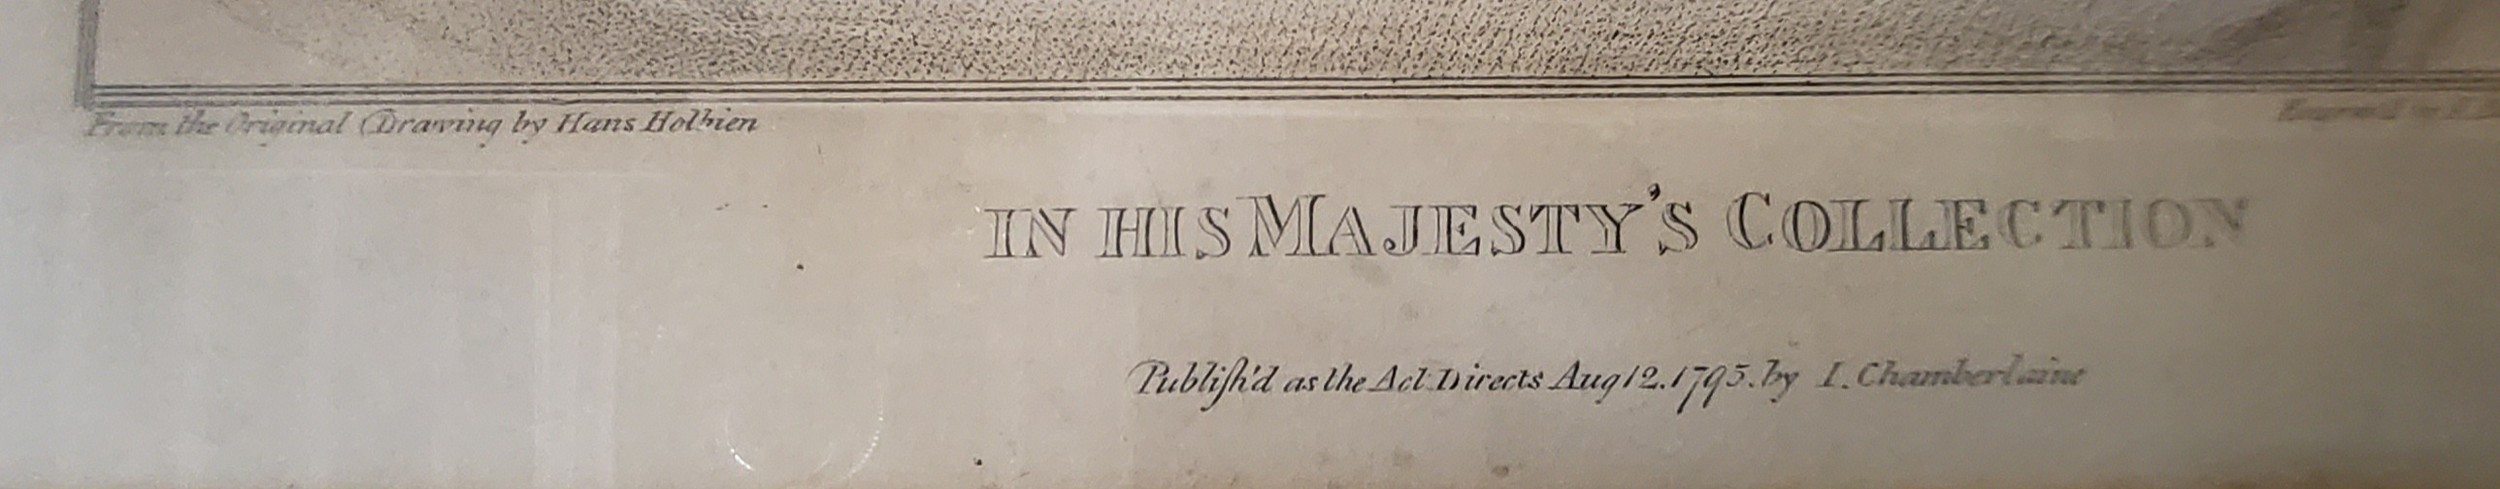 From the Original Drawing by Hans Holbien
IN HIS MAJESTY'S COLLECTION
Publiſh'd as the Act Directs Aug 12. 1795. by I. Chamberlaine